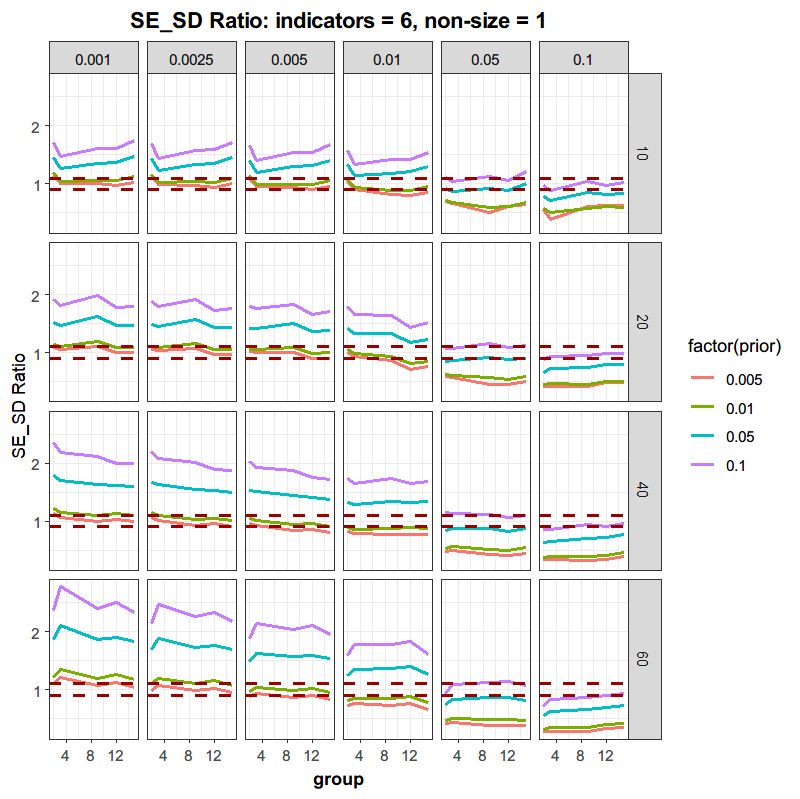 SE_SD Ratio: indicators = 6, non-size = 1
0.001 0.0025 0.005 0.01 0.05 0.1
2
1
10
2
1
20
SE_SD Ratio
factor(prior)
0.005
0.01
0.05
0.1
2
1
40
2
1
60
4 8 12 4 8 12 4 8 12 4 8 12 4 8 12 4 8 12
group